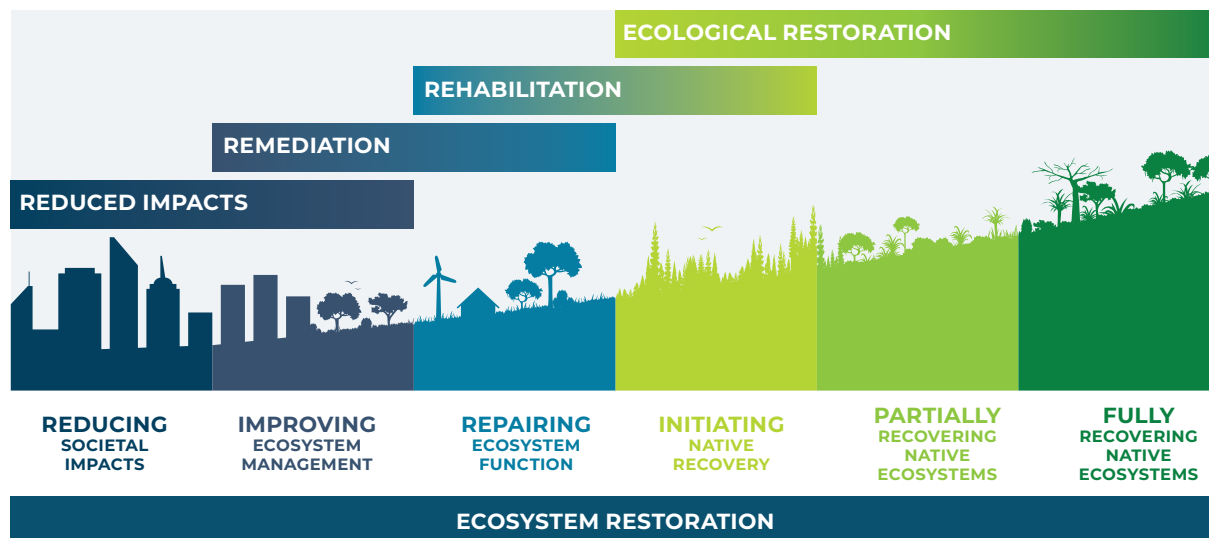 ECOLOGICAL RESTORATION
REHABILITATION
REMEDIATION
REDUCED IMPACTS
REDUCING
SOCIETAL
IMPACTS
IMPROVING
ECOSYSTEM
MANAGEMENT
REPAIRING
ECOSYSTEM
FUNCTION
INITIATING
NATIVE
RECOVERY
PARTIALLY
RECOVERING
NATIVE
ECOSYSTEMS
FULLY
RECOVERING
NATIVE
ECOSYSTEMS
ECOSYSTEM RESTORATION